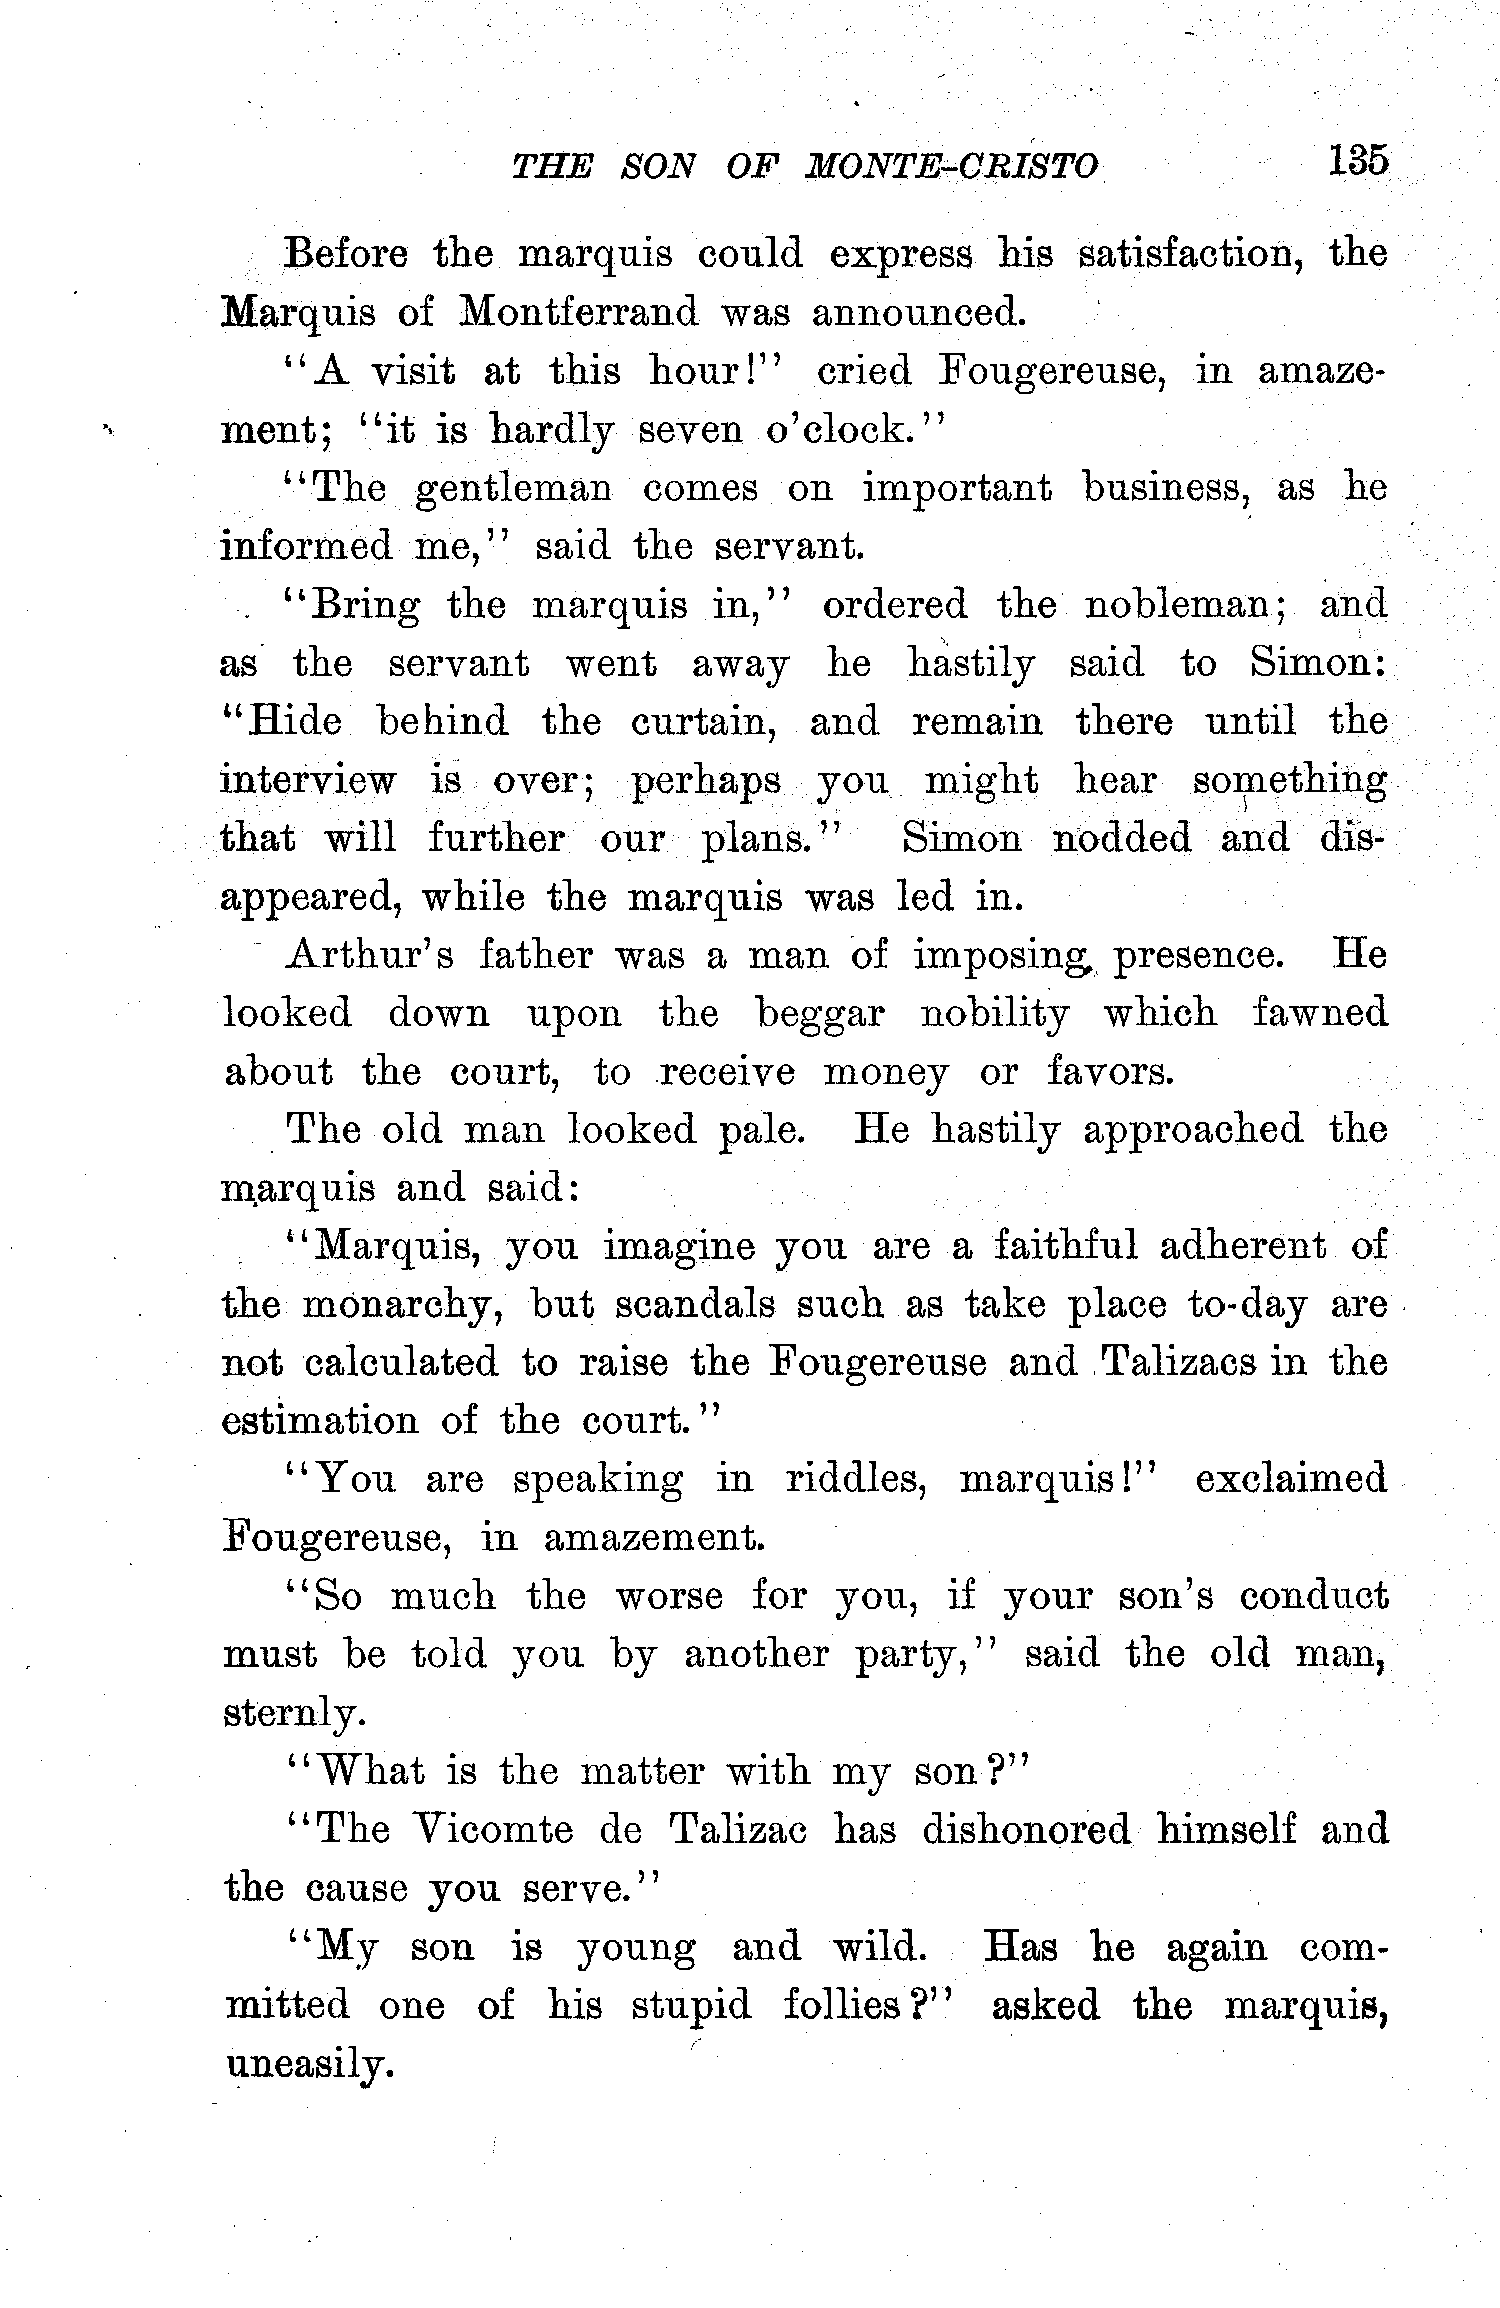 THE SON OF MONTE-CRISTO 135
Before the marquis could express his satisfaction, the
Marquis of Montferrand was announced.
"A visit at this hour!" cried Fougereuse, in amaze-
ment; "it is hardly seven o'clock."
"The gentleman comes on important business, as he
informed me," said the servant.
"Bring the marquis in," ordered the nobleman; and
as the servant went away he hastily said to Simon:
"Hide behind the curtain, and remain there until the
interview is over; perhaps you might hear something
that will further our plans." Simon nodded and dis-
appeared, while the marquis was led in.
Arthur's father was a man of imposing presence. He
looked down upon the beggar nobility which fawned
about the court, to receive money or favors.
The old man looked pale. He hastily approached the
marquis and said:
"Marquis, you imagine you are a faithful adherent of
the monarchy, but scandals such as take place to-day are
not calculated to raise the Fougereuse and Talizacs in the
estimation of the court."
"You are speaking in riddles, marquis!" exclaimed
Fougereuse, in amazement.
"So much the worse for you, if your son's conduct
must be told you by another party," said the old man,
sternly.
"What is the matter with my son?"
"The Vicomte de Talizac has dishonored himself and
the cause you serve."
"My son is young and wild. Has he again com-
mitted one of his stupid follies?" asked the marquis,
uneasily.